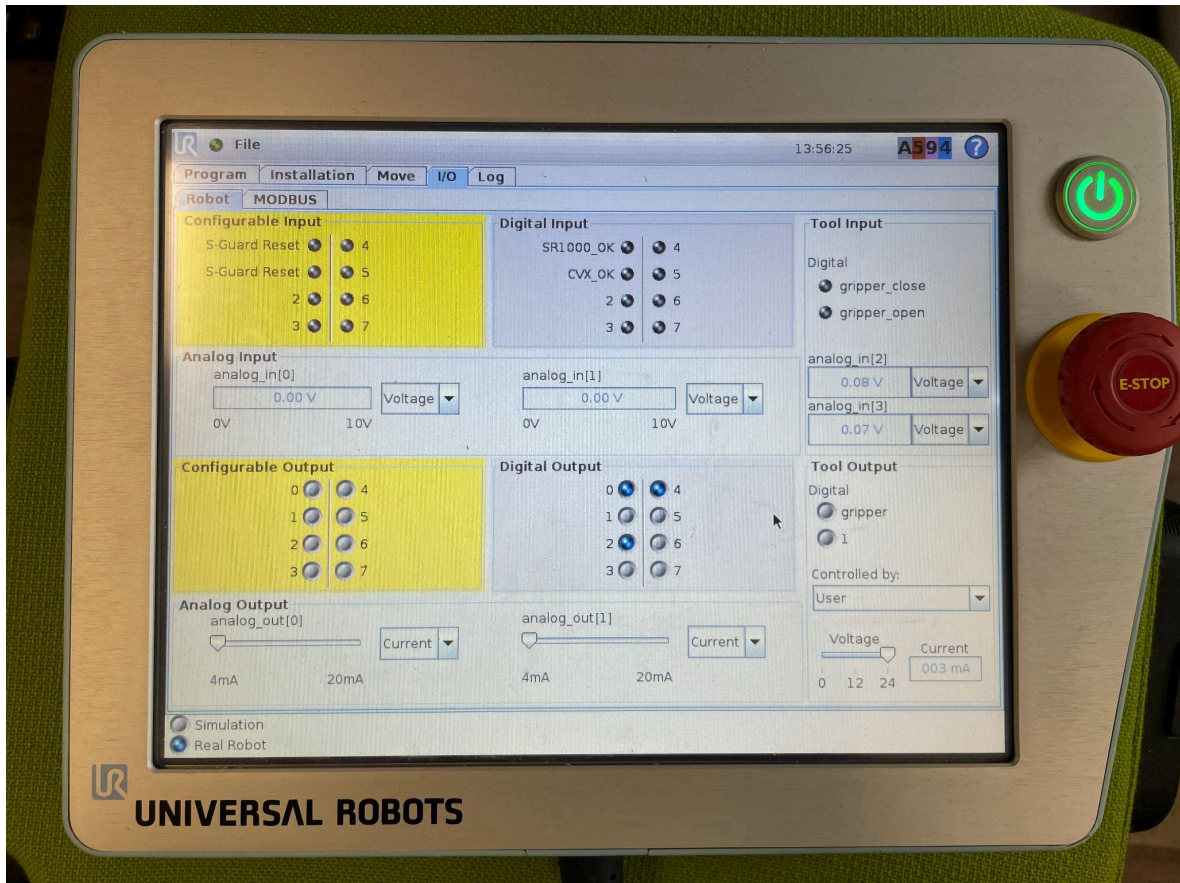 UR File 13:56:25 A594 ?
Program Installation Move I/O Log
Robot MODBUS
Configurable Input
S-Guard Reset 4
S-Guard Reset 5
2 6
3 7
Digital Input
SR1000_OK 4
CVX_OK 5
2 6
3 7
Tool Input
Digital
gripper_close
gripper_open
Analog Input
analog_in[0]
0.00 V Voltage
0V 10V
analog_in[1]
0.00 V Voltage
0V 10V
analog_in[2]
0.08 V Voltage
analog_in[3]
0.07 V Voltage
Configurable Output
0 4
1 5
2 6
3 7
Digital Output
0 4
1 5
2 6
3 7
Tool Output
Digital
gripper
1
Controlled by:
User
Voltage
0 12 24
Current
003 mA
Analog Output
analog_out[0]
Current
4mA 20mA
analog_out[1]
Current
4mA 20mA
Simulation
Real Robot
E-STOP
UR
UNIVERSAL ROBOTS